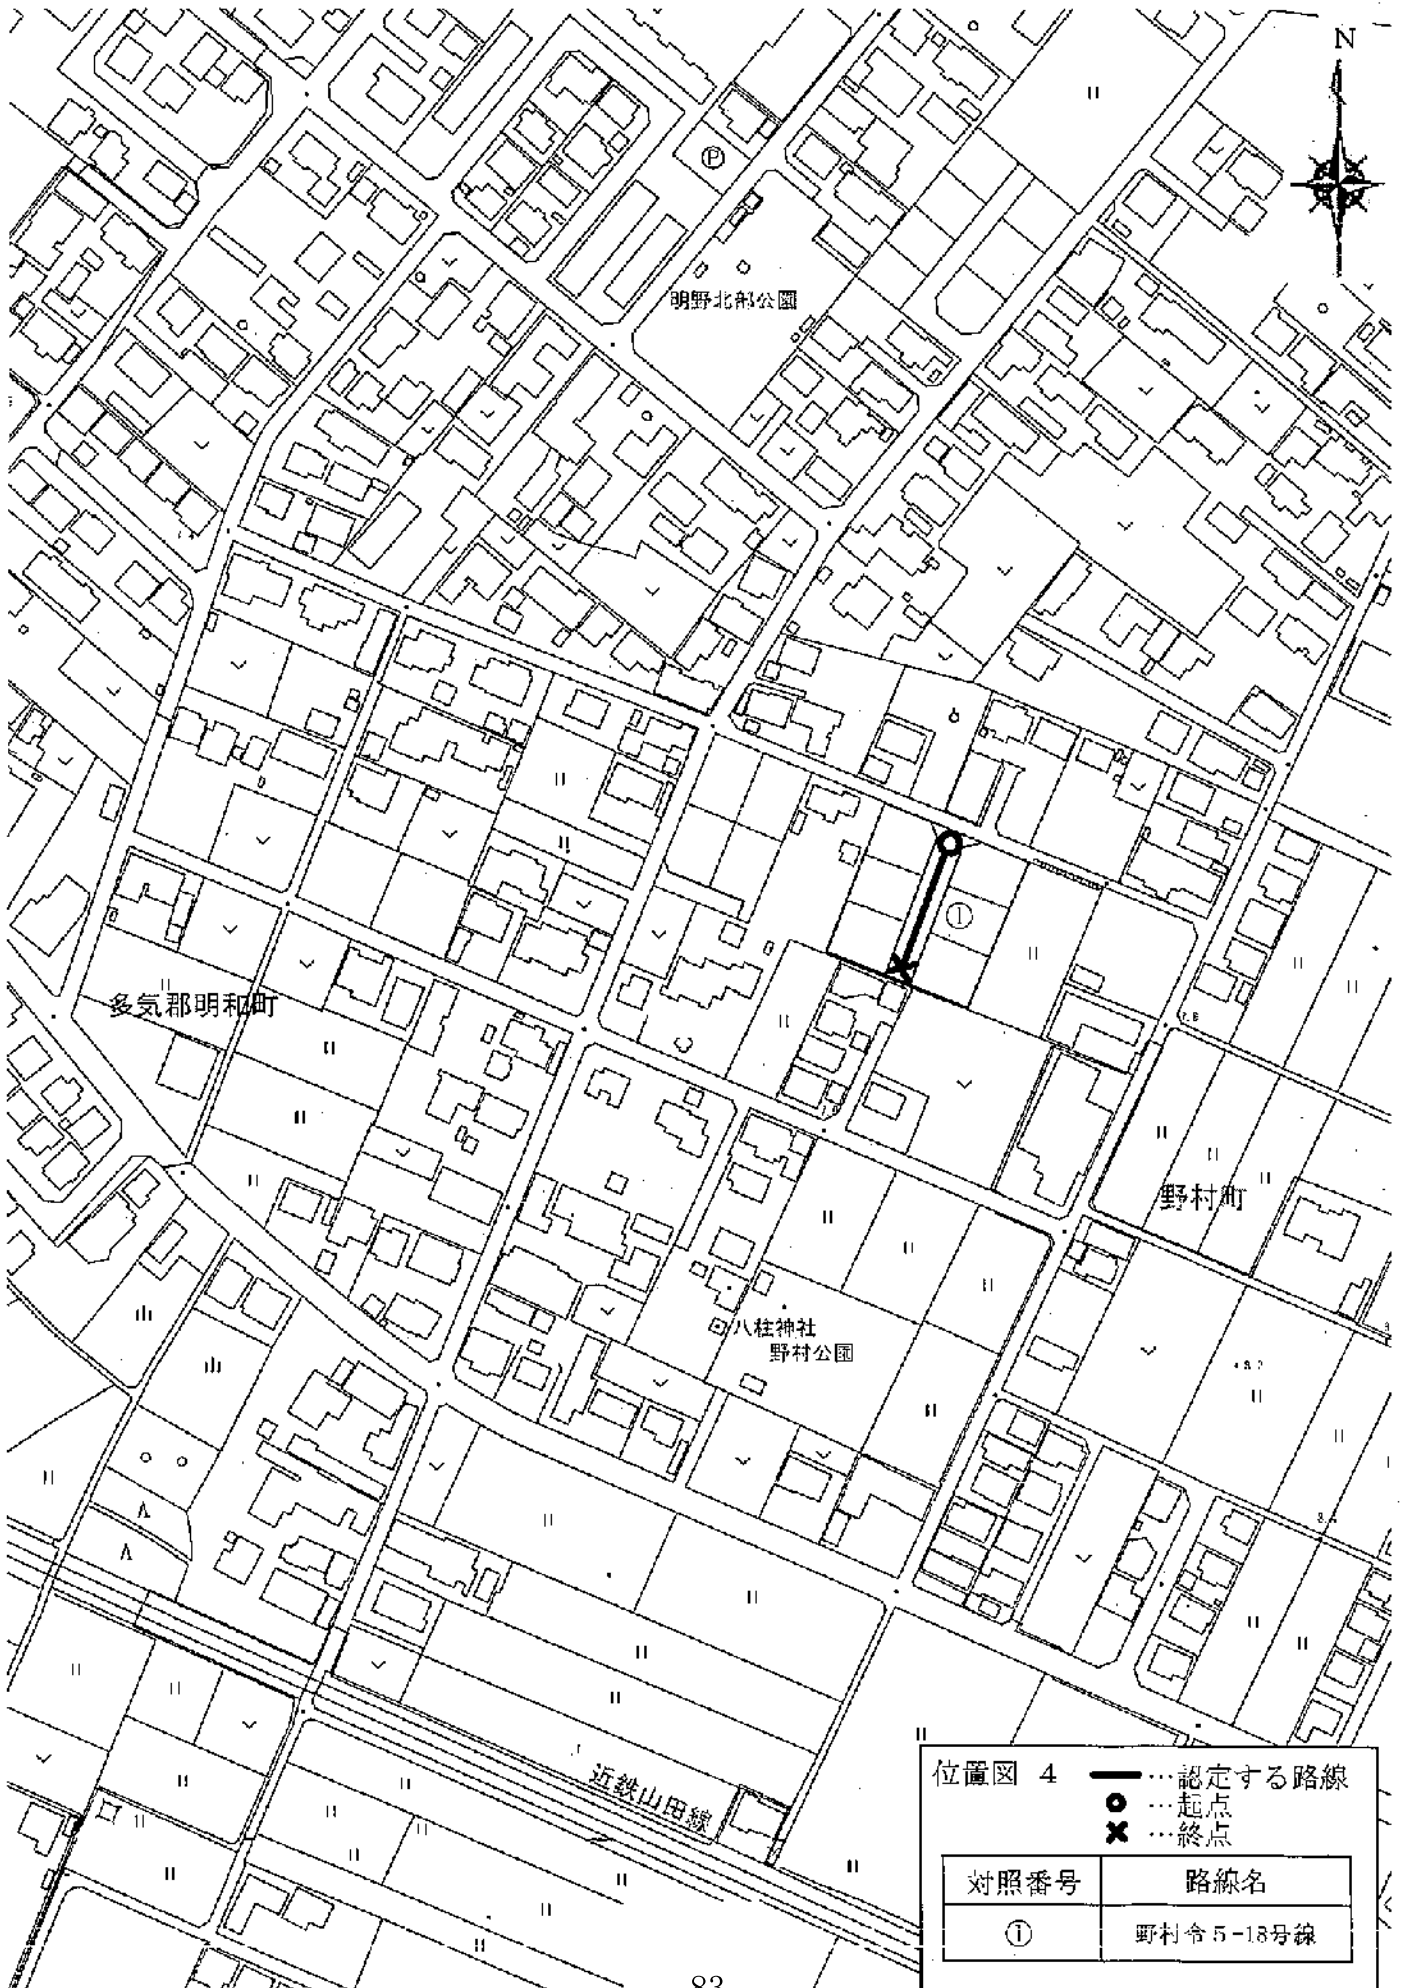 N
Ⓟ
明野北部公園
①
多気郡明和町
野村町
八柱神社
野村公園
近鉄山田線
位置図 4
…認定する路線
…起点
…終点
対照番号 路線名
① 野村令5-18号線
83